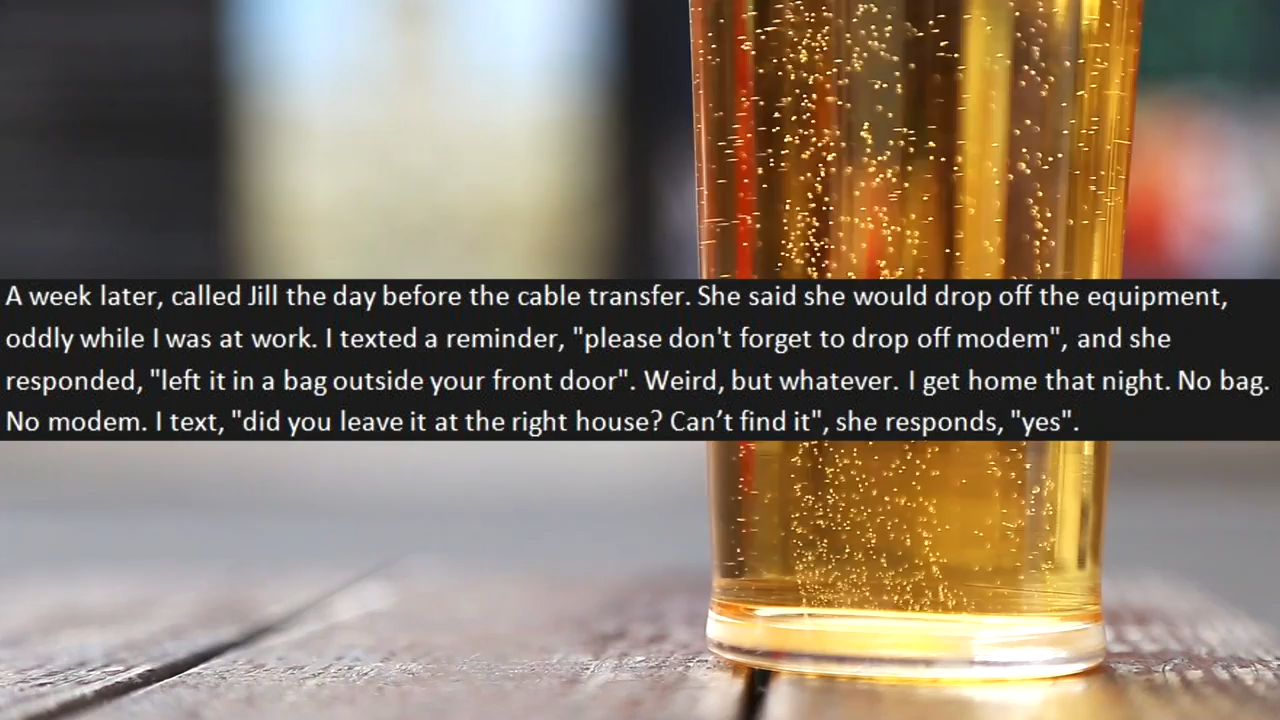 A week later, called Jill the day before the cable transfer. She said she would drop off the equipment,
oddly while I was at work. I texted a reminder, "please don't forget to drop off modem", and she
responded, "left it in a bag outside your front door". Weird, but whatever. I get home that night. No bag.
No modem. I text, "did you leave it at the right house? Can’t find it", she responds, "yes".